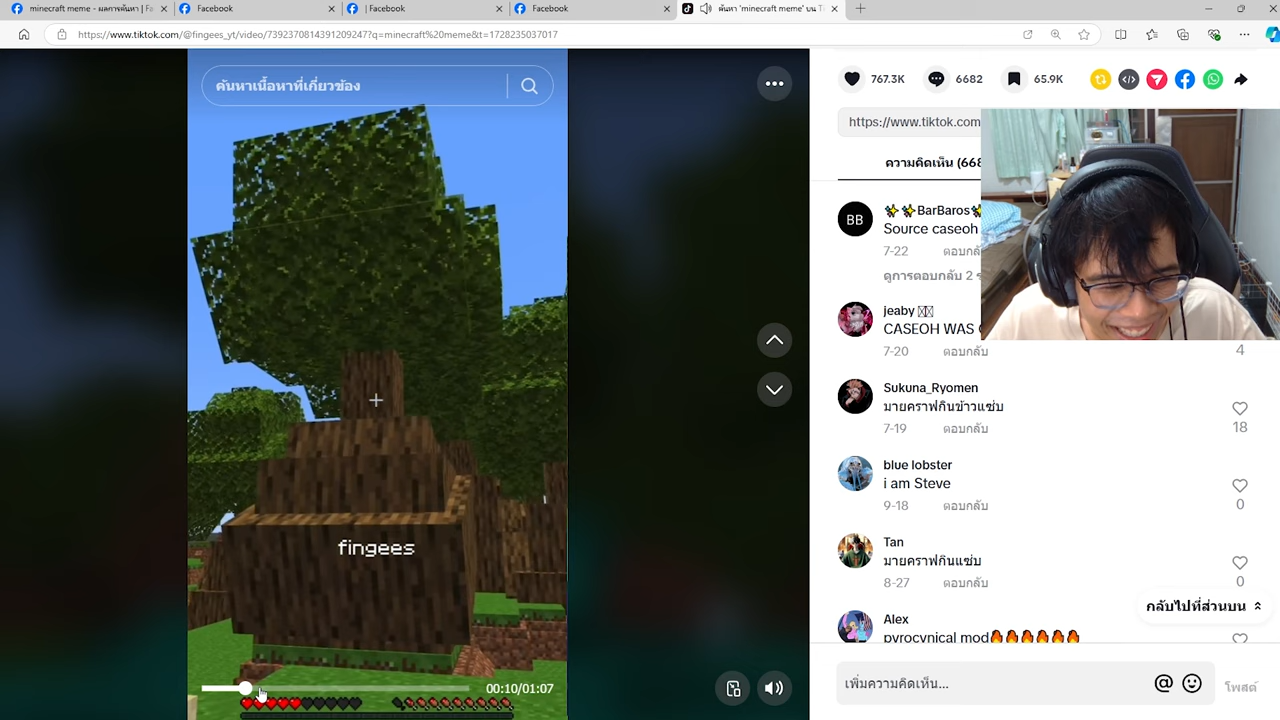 minecraft meme - ผลการค้นหา | Fa
Facebook
| Facebook
Facebook
ค้นหา 'minecraft meme' บน Ti
https://www.tiktok.com/@fingees_yt/video/7392370814391209247?q=minecraft%20meme&t=1728235037017
ค้นหาเนื้อหาที่เกี่ยวข้อง
767.3K
6682
65.9K
https://www.tiktok.com
ความคิดเห็น (668
BB
BarBaros
Source caseoh
7-22 ตอบกลับ
ดูการตอบกลับ 2
jeaby
CASEOH WAS
7-20 ตอบกลับ
4
Sukuna_Ryomen
มายคราฟกินข้าวแซ่บ
7-19 ตอบกลับ
18
blue lobster
i am Steve
9-18 ตอบกลับ
0
Tan
มายคราฟกินแซ่บ
8-27 ตอบกลับ
0
กลับไปที่ส่วนบน
Alex
pyrocynical mod🔥🔥🔥🔥🔥🔥
fingees
00:10/01:07
เพิ่มความคิดเห็น...
@
โพสต์